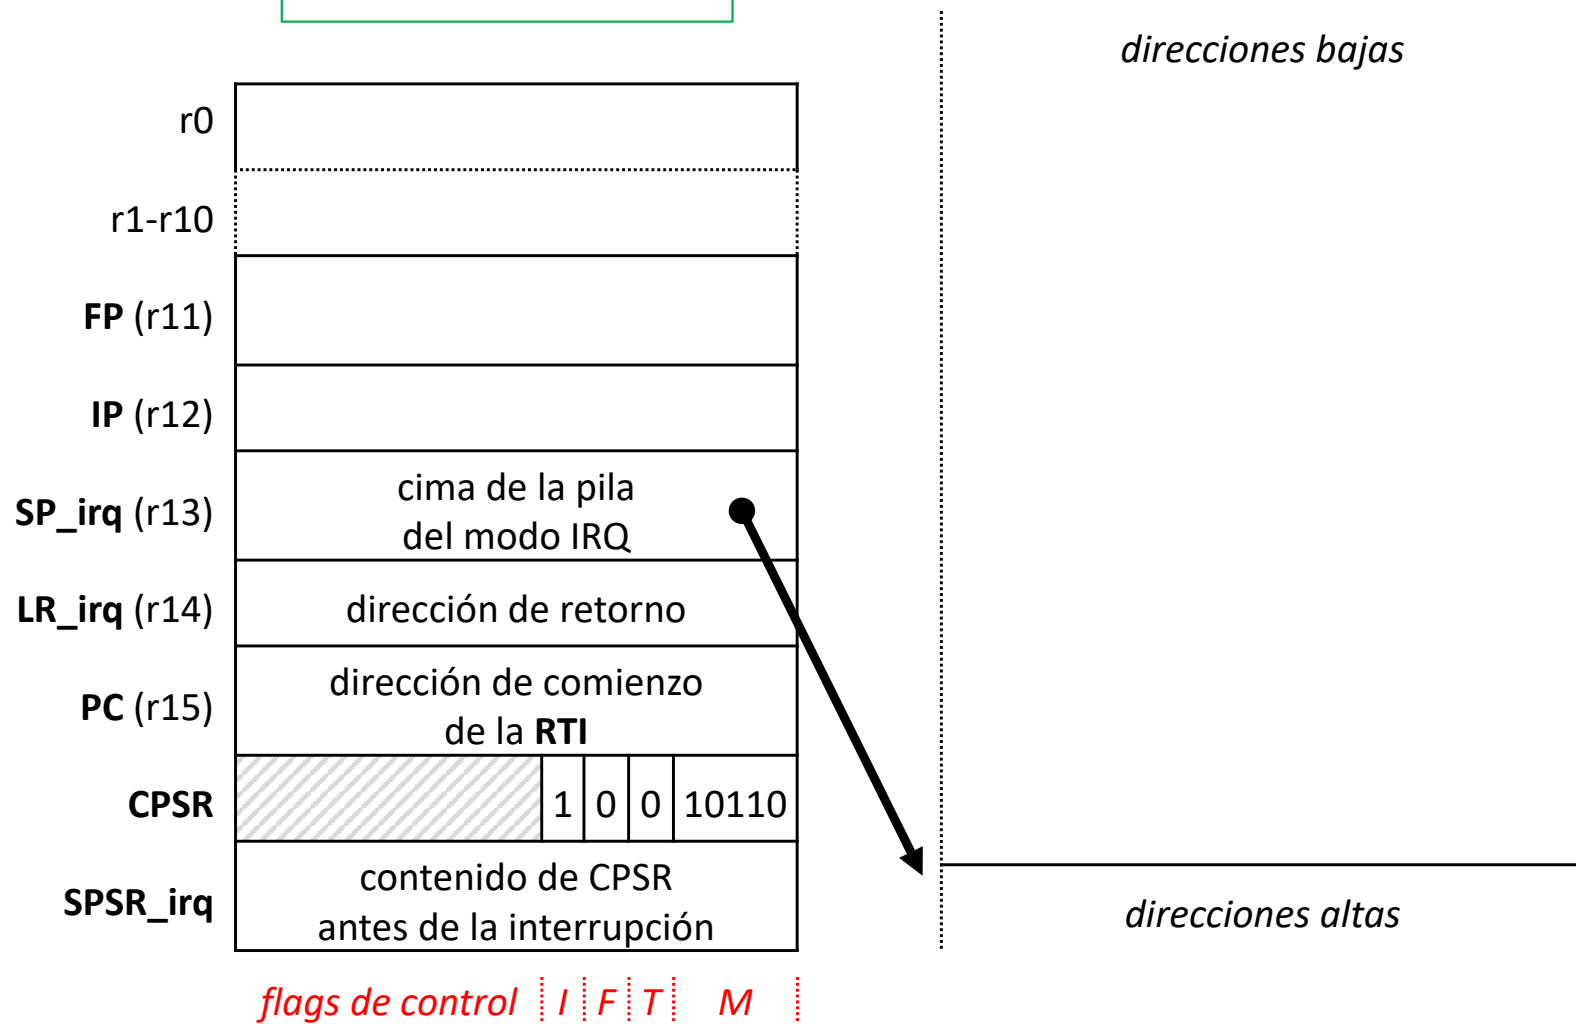 direcciones bajas
r0
r1-r10
FP (r11)
IP (r12)
SP_irq (r13)
cima de la pila
del modo IRQ
LR_irq (r14)
dirección de retorno
PC (r15)
dirección de comienzo
de la RTI
CPSR
1 0 0 10110
SPSR_irq
contenido de CPSR
antes de la interrupción
direcciones altas
flags de control I F T M